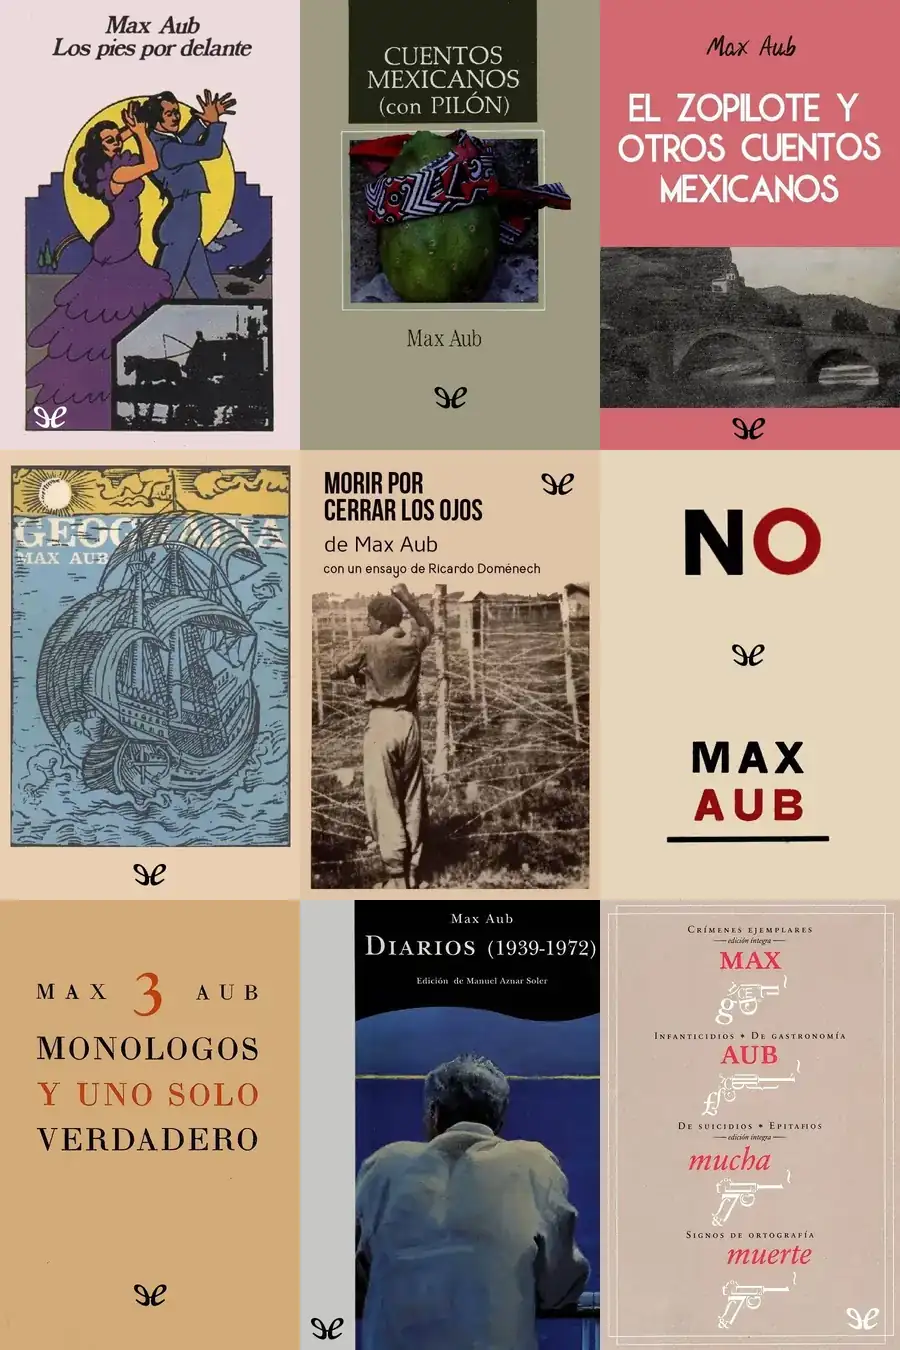 Max Aub
Los pies por delante
CUENTOS
MEXICANOS
(con PILÓN)
Max Aub
Max Aub
EL ZOPILOTE Y
OTROS CUENTOS
MEXICANOS
GEOGRAFÍA
MAX AUB
MORIR POR
CERRAR LOS OJOS
de Max Aub
con un ensayo de Ricardo Doménech
NO
MAX
AUB
MAX 3 AUB
MONOLOGOS
Y UNO SOLO
VERDADERO
Max Aub
DIARIOS (1939-1972)
Edición de Manuel Aznar Soler
CRÍMENES EJEMPLARES
edición íntegra
MAX
INFANTICIDIOS • DE GASTRONOMÍA
AUB
DE SUICIDIOS • EPITAFIOS
edición íntegra
mucha
SIGNOS DE ORTOGRAFÍA
muerte